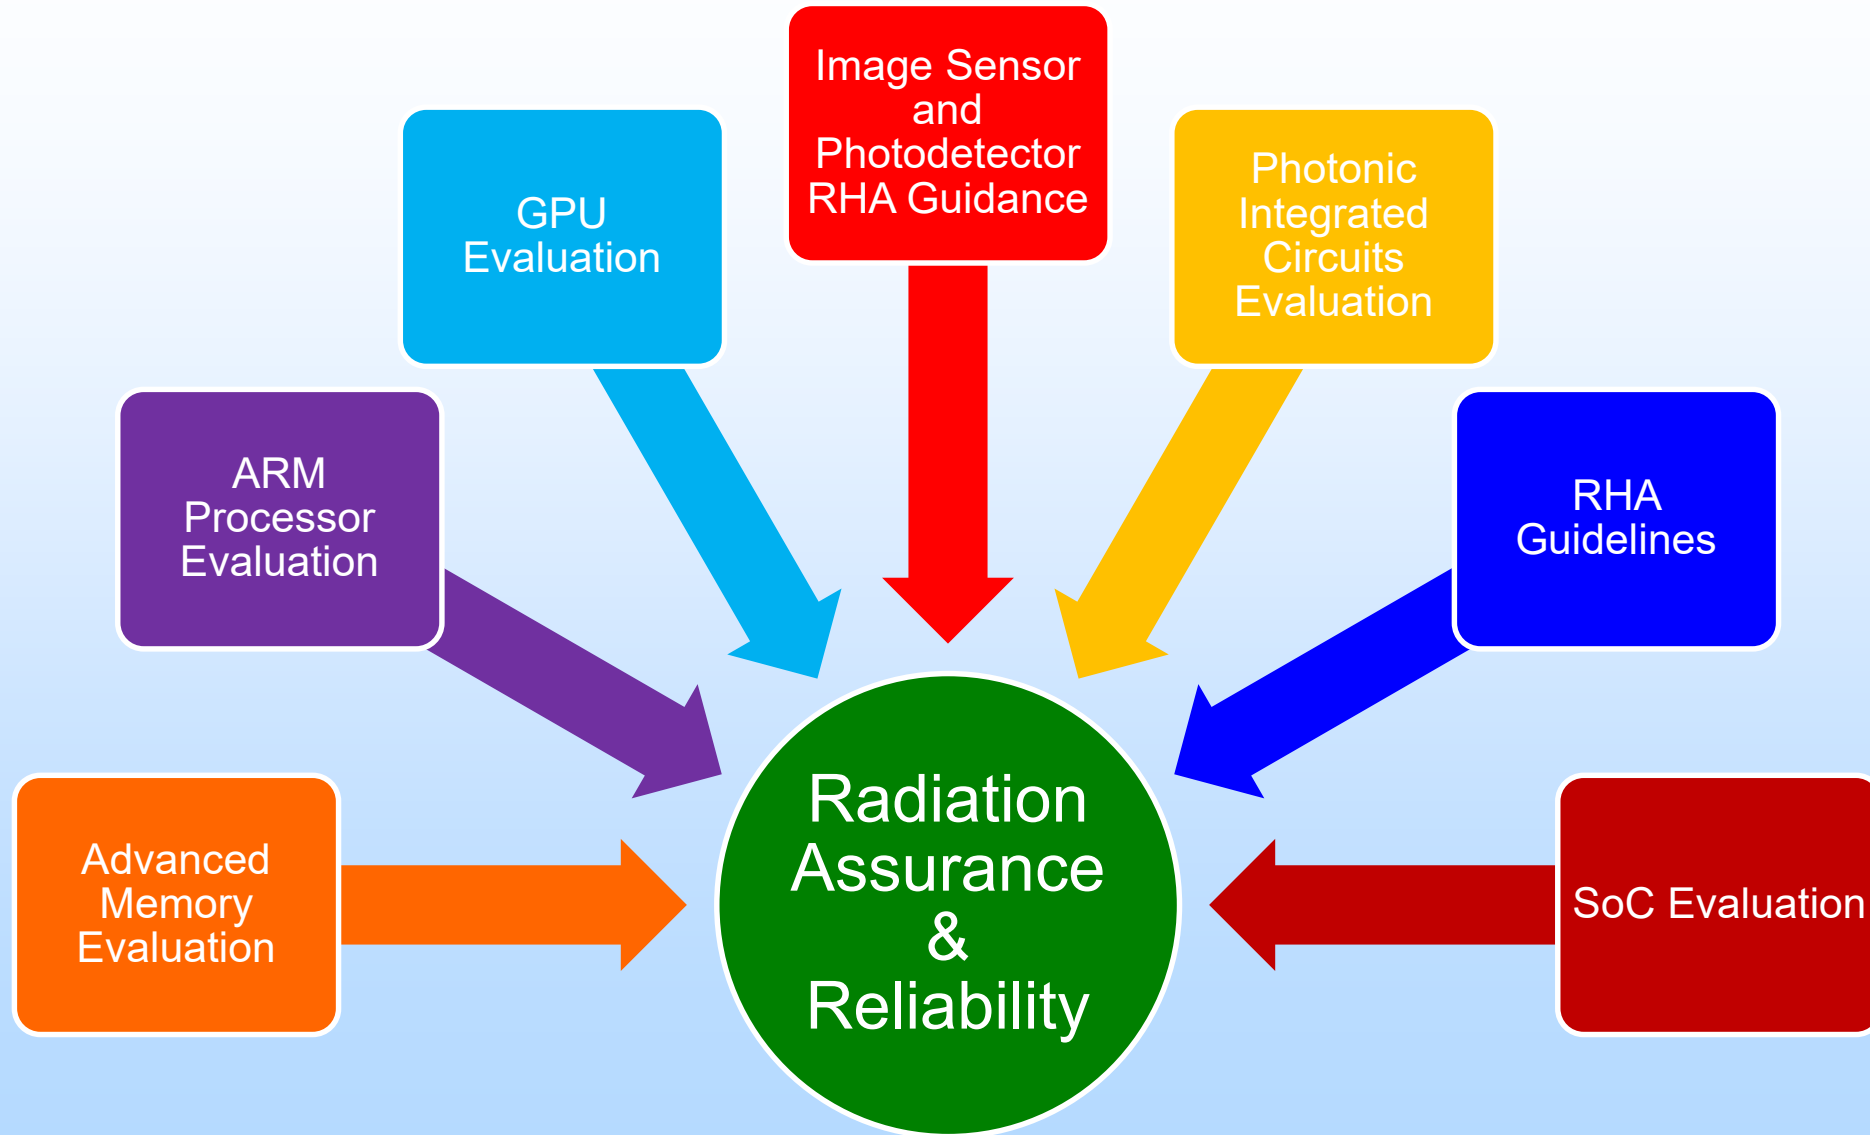 Image Sensor
and
Photodetector
RHA Guidance
GPU
Evaluation
Photonic
Integrated
Circuits
Evaluation
ARM
Processor
Evaluation
RHA
Guidelines
Advanced
Memory
Evaluation
Radiation
Assurance
&
Reliability
SoC Evaluation